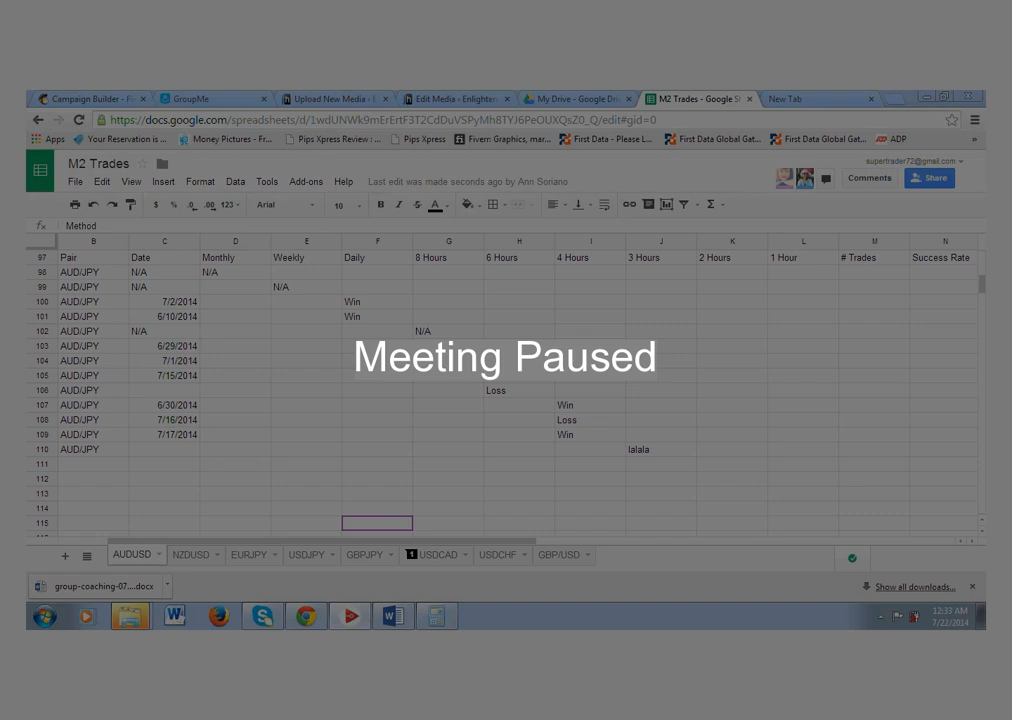 Campaign Builder - Fi
GroupMe
Upload New Media ‹ E
Edit Media ‹ Enlighten
My Drive - Google Dri
M2 Trades - Google Sh
New Tab
https://docs.google.com/spreadsheets/d/1wdUNWk9mErErtF3T2CdDuVSPyMh8TYJ6PeOUXQsZ0_Q/edit#gid=0
Apps
Your Reservation is
Money Pictures - Fr...
Pips Xpress Review :
Pips Xpress
Fiverr: Graphics, mar...
First Data - Please L...
First Data Global Gat...
First Data Global Gat...
ADP
»
M2 Trades
supertrader72@gmail.com
File Edit View Insert Format Data Tools Add-ons Help Last edit was made seconds ago by Ann Soriano
Comments Share
$ % .0 .00 123 Arial 10 B I S A Σ
fx Method
B C D E F G H I J K L M N
97 Pair Date Monthly Weekly Daily 8 Hours 6 Hours 4 Hours 3 Hours 2 Hours 1 Hour # Trades Success Rate
98 AUD/JPY N/A N/A
99 AUD/JPY N/A N/A
100 AUD/JPY 7/2/2014 Win
101 AUD/JPY 6/10/2014 Win
102 AUD/JPY N/A N/A
103 AUD/JPY 6/29/2014
Meeting Paused
104 AUD/JPY 7/1/2014
105 AUD/JPY 7/15/2014
106 AUD/JPY Loss
107 AUD/JPY 6/30/2014 Win
108 AUD/JPY 7/16/2014 Loss
109 AUD/JPY 7/17/2014 Win
110 AUD/JPY lalala
111
112
113
114
115
AUDUSD NZDUSD EURJPY USDJPY GBPJPY 1 USDCAD USDCHF GBP/USD
group-coaching-07....docx
Show all downloads...
12:33 AM
7/22/2014